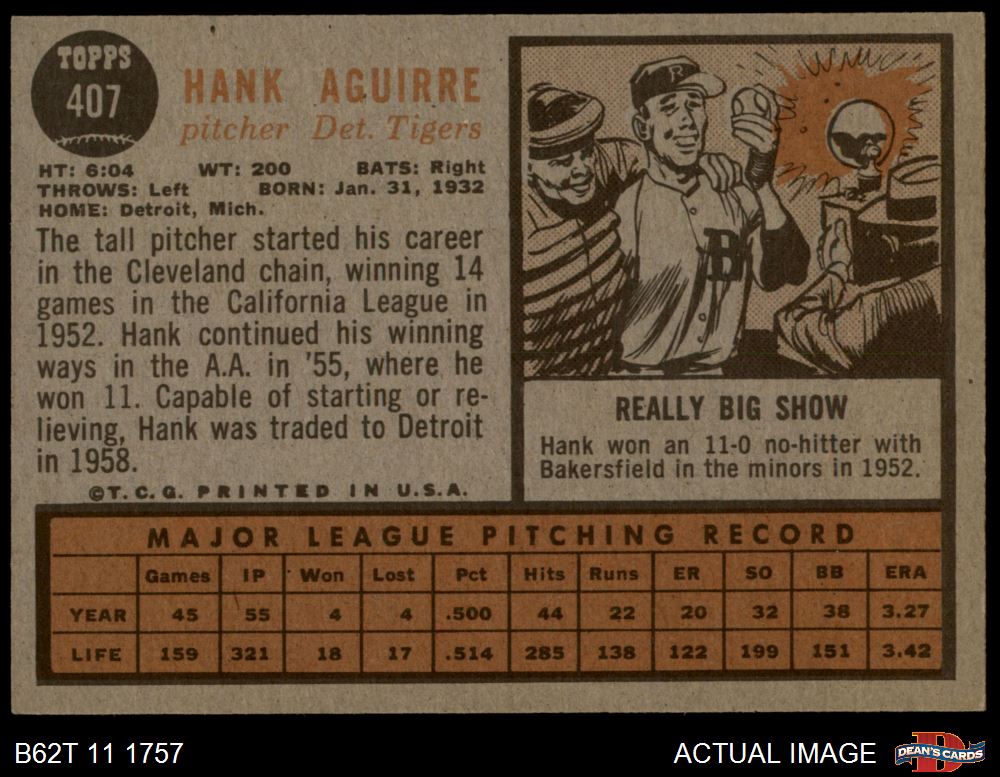 TOPPS
407
HANK AGUIRRE
pitcher Det. Tigers
HT: 6:04 WT: 200 BATS: Right
THROWS: Left BORN: Jan. 31, 1932
HOME: Detroit, Mich.
The tall pitcher started his career
in the Cleveland chain, winning 14
games in the California League in
1952. Hank continued his winning
ways in the A.A. in '55, where he
won 11. Capable of starting or re-
lieving, Hank was traded to Detroit
in 1958.
©T.C.G. PRINTED IN U.S.A.
B
B
REALLY BIG SHOW
Hank won an 11-0 no-hitter with
Bakersfield in the minors in 1952.
MAJOR LEAGUE PITCHING RECORD
Games IP Won Lost Pct Hits Runs ER SO BB ERA
YEAR 45 55 4 4 .500 44 22 20 32 38 3.27
LIFE 159 321 18 17 .514 285 138 122 199 151 3.42
B62T 11 1757
ACTUAL IMAGE
D
DEAN'S CARDS